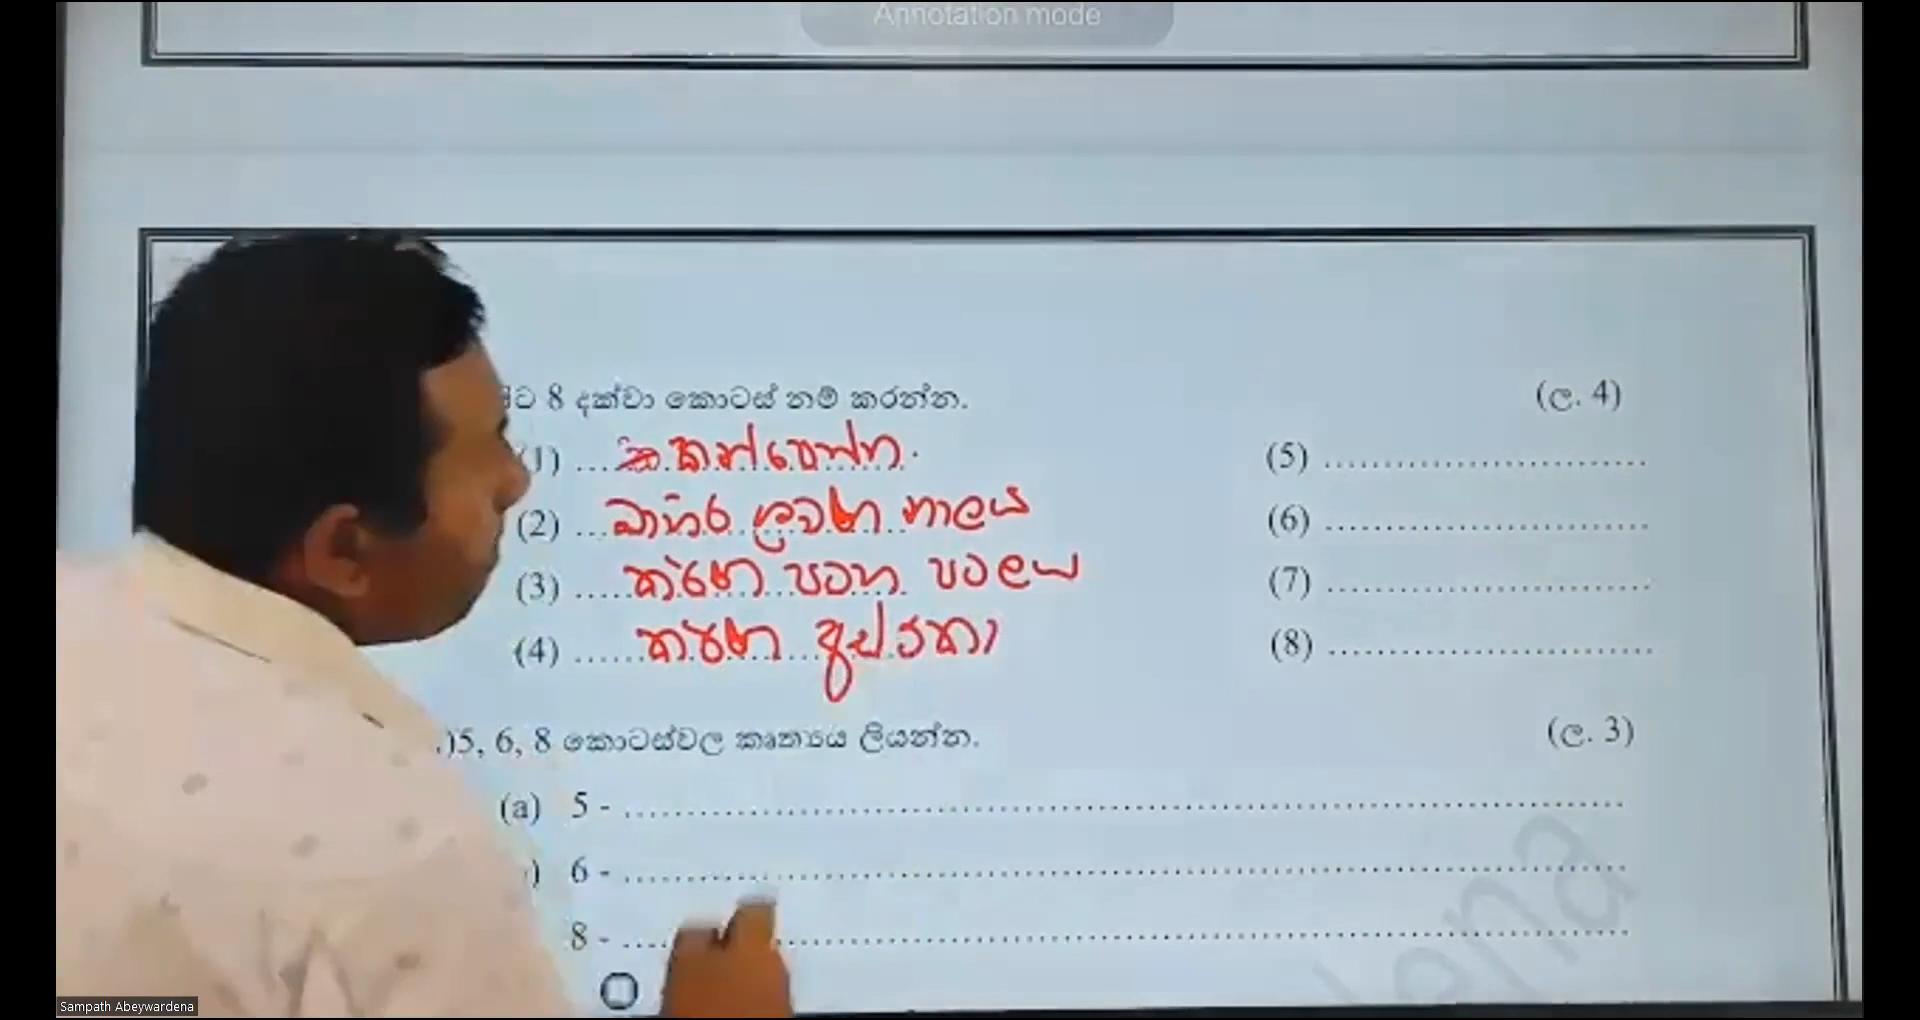 Annotation mode
8 දක්වා කොටස් නම් කරන්න. (ල. 4)
(1) ... කන්පෙත්ත. (5) ...
(2) ... බාහිර ශ්‍රවණ නාලය (6) ...
(3) ... කර්ණ පටහ පටලය (7) ...
(4) ... කර්ණ අස්ථිකා (8) ...
5, 6, 8 කොටස්වල කෘත්‍යය ලියන්න. (ල. 3)
(a) 5 - ...
6 - ...
8 - ...
Sampath Abeywardena